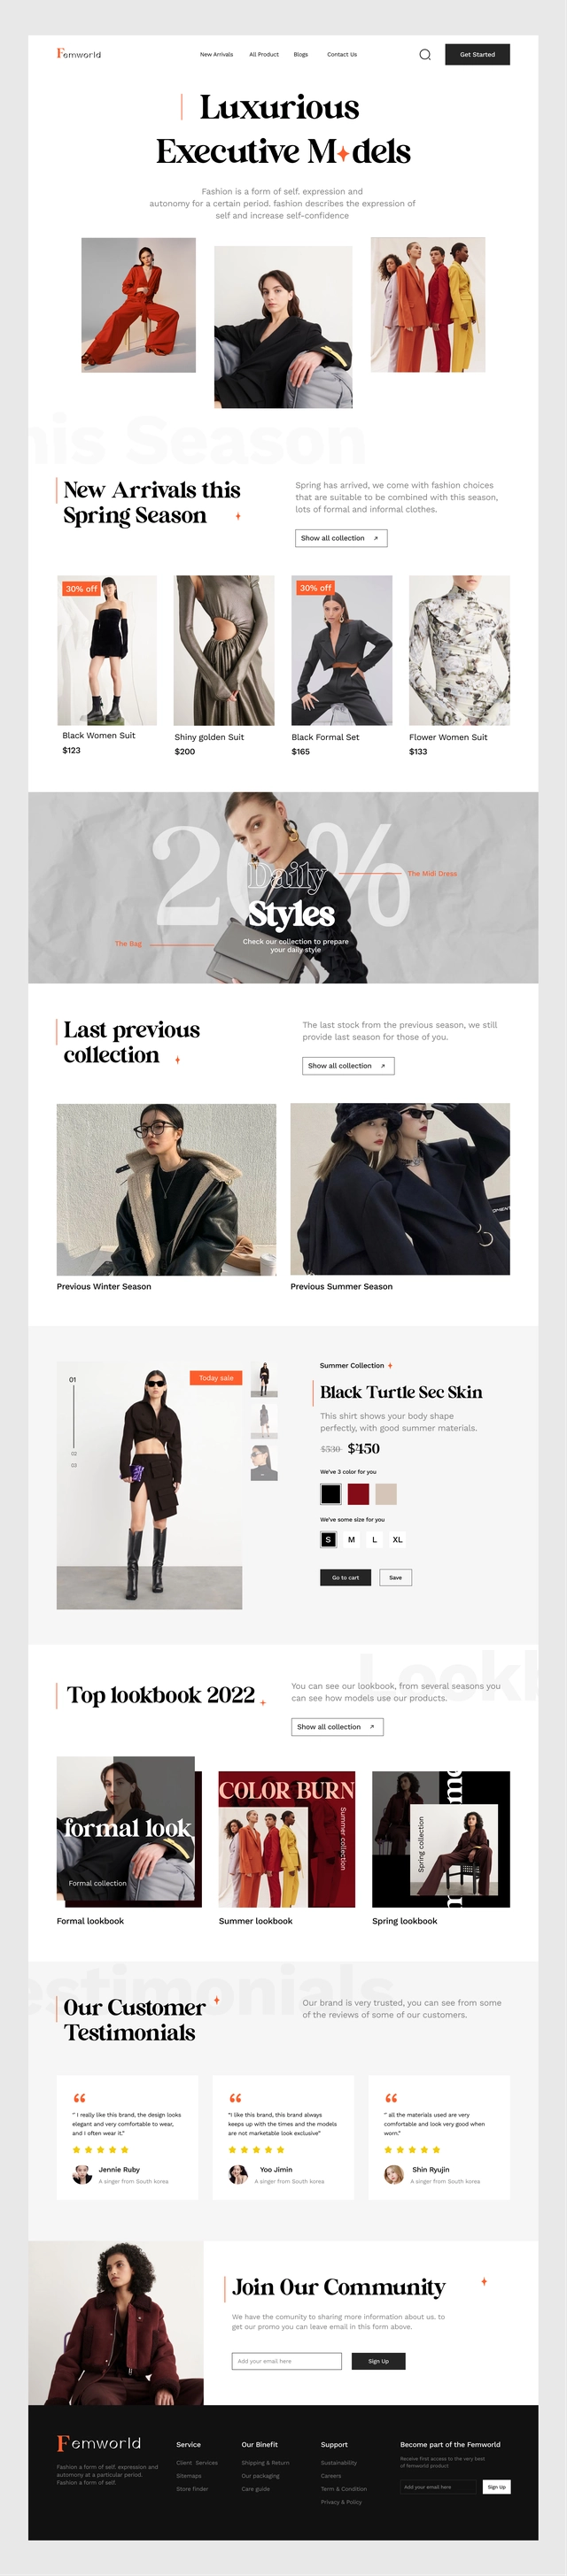 Femworld
New Arrivals
All Product
Blogs
Contact Us
Get Started
Luxurious
Executive M✦dels
Fashion is a form of self. expression and
autonomy for a certain period. fashion describes the expression of
self and increase self-confidence
his Season
New Arrivals this
Spring Season
Spring has arrived, we come with fashion choices
that are suitable to be combined with this season,
lots of formal and informal clothes.
Show all collection
30% off
30% off
Black Women Suit
$123
Shiny golden Suit
$200
Black Formal Set
$165
Flower Women Suit
$133
20%
Daily
Styles
Check our collection to prepare
your daily style
The Midi Dress
The Bag
Last previous
collection
The last stock from the previous season, we still
provide last season for those of you.
Show all collection
Previous Winter Season
Previous Summer Season
01
02
03
Today sale
Summer Collection
Black Turtle Sec Skin
This shirt shows your body shape
perfectly, with good summer materials.
$530
$450
We've 3 color for you
We've some size for you
S
M
L
XL
Go to cart
Save
Lookb
Top lookbook 2022
You can see our lookbook, from several seasons you
can see how models use our products.
Show all collection
formal look
Formal collection
Formal lookbook
COLOR BURN
Summer collection
Summer lookbook
Spring collection
Spring lookbook
estimonials
Our Customer
Testimonials
Our brand is very trusted, you can see from some
of the reviews of some of our customers.
" I really like this brand, the design looks
elegant and very comfortable to wear,
and I often wear it."
Jennie Ruby
A singer from South korea
"I like this brand, this brand always
keeps up with the times and the models
are not marketable look exclusive"
Yoo Jimin
A singer from South korea
" all the materials used are very
comfortable and look very good when
worn."
Shin Ryujin
A singer from South korea
Join Our Community
We have the comunity to sharing more information about us. to
get our promo you can leave email in this form above.
Add your email here
Sign Up
Femworld
Fashion is a form of self. expression and
autonomy at a particular period.
Fashion is a form of self.
Service
Client Services
Sitemaps
Store finder
Our Benefit
Shipping & Return
Our packaging
Care guide
Support
Sustainability
Careers
Term & Condition
Privacy & Policy
Become part of the Femworld
Receive first access to the very best
of femworld product
Add your email here
Sign Up